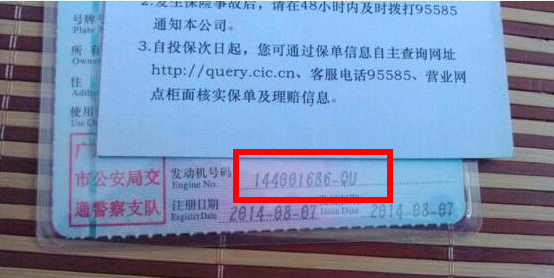 2.发生保险事故后,请在48小时内及时拨打95585
通知本公司。
3.自投保次日起,您可通过保单信息自主查询网址
http://query.cic.cn、客服电话95585、营业网
点柜面核实保单及理赔信息。
号牌
Plate N
所
Owne
住
Addre
使用
Use C
市公安局交
通警察支队
发动机号码
Engine No.
144001686-QU
注册日期
Register Date
2014-08-07
Issue Date
2014-08-07